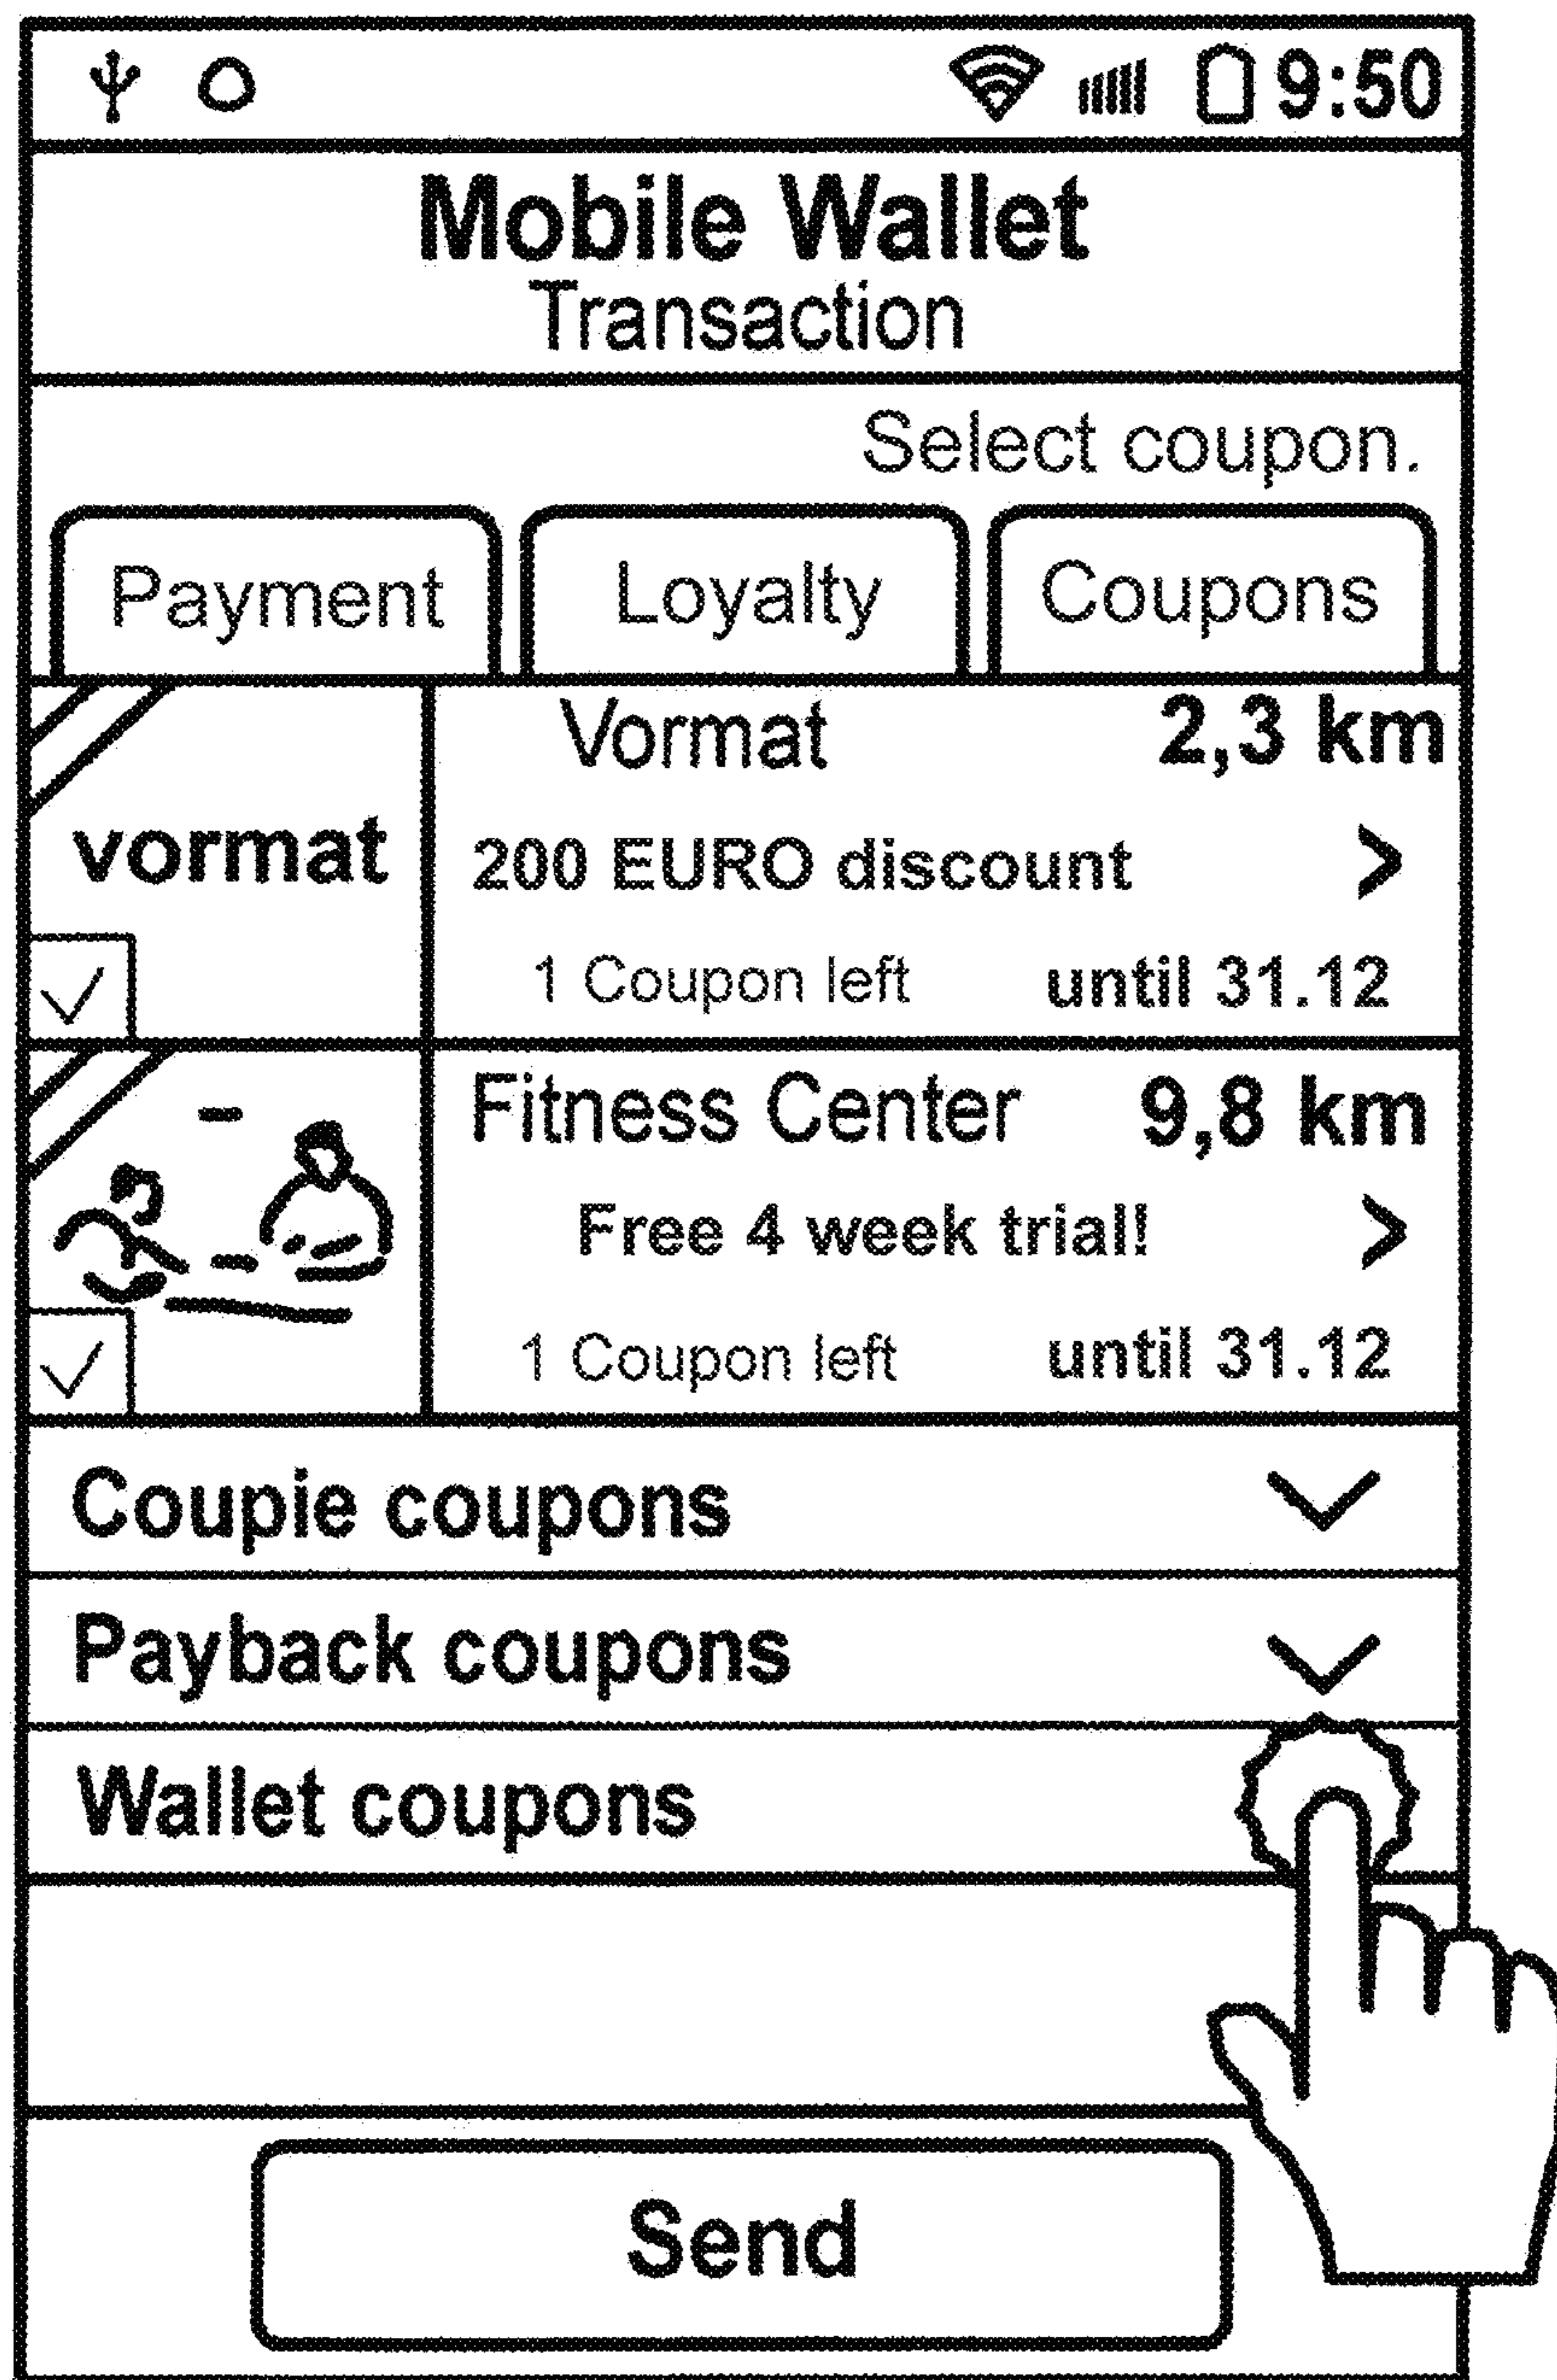 9:50
Mobile Wallet
Transaction
Select coupon.
Payment Loyalty Coupons
Vormat 2,3 km
vormat 200 EURO discount >
1 Coupon left until 31.12
Fitness Center 9,8 km
Free 4 week trial! >
1 Coupon left until 31.12
Coupie coupons
Payback coupons
Wallet coupons
Send